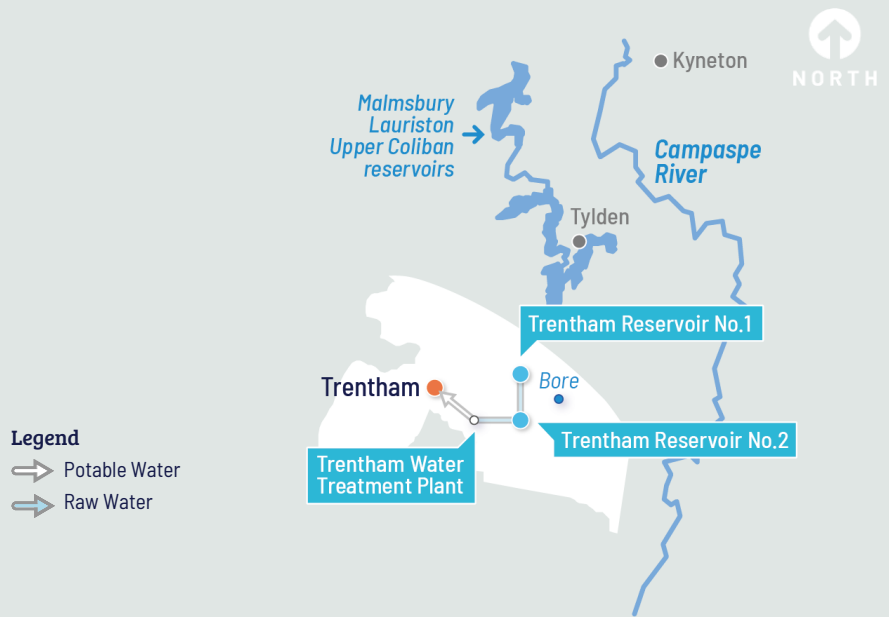 Kyneton
NORTH
Malmsbury
Lauriston
Upper Coliban
reservoirs
Campaspe
River
Tylden
Trentham Reservoir No.1
Trentham
Bore
Trentham Reservoir No.2
Trentham Water
Treatment Plant
Legend
Potable Water
Raw Water